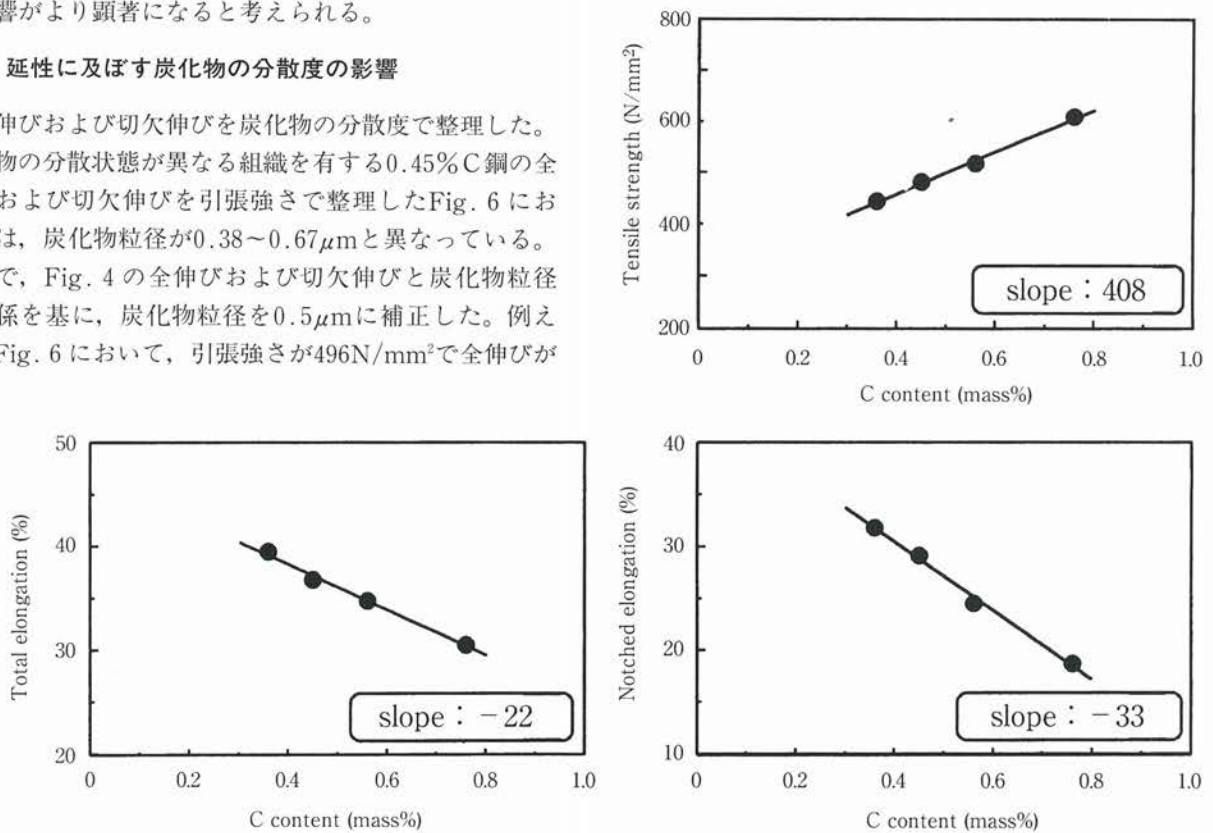 響がより顕著になると考えられる。
延性に及ぼす炭化物の分散度の影響
伸びおよび切欠伸びを炭化物の分散度で整理した。
物の分散状態が異なる組織を有する0.45%C鋼の全
および切欠伸びを引張強さで整理したFig. 6 にお
は，炭化物粒径が0.38~0.67μmと異なっている。
で，Fig. 4 の全伸びおよび切欠伸びと炭化物粒径
係を基に，炭化物粒径を0.5μmに補正した。例え
Fig. 6 において，引張強さが496N/mm²で全伸びが
Tensile strength (N/mm²)
800
600
400
200
slope：408
0 0.2 0.4 0.6 0.8 1.0
C content (mass%)
Total elongation (%)
50
40
30
20
slope：−22
0 0.2 0.4 0.6 0.8 1.0
C content (mass%)
Notched elongation (%)
40
30
20
10
slope：−33
0 0.2 0.4 0.6 0.8 1.0
C content (mass%)